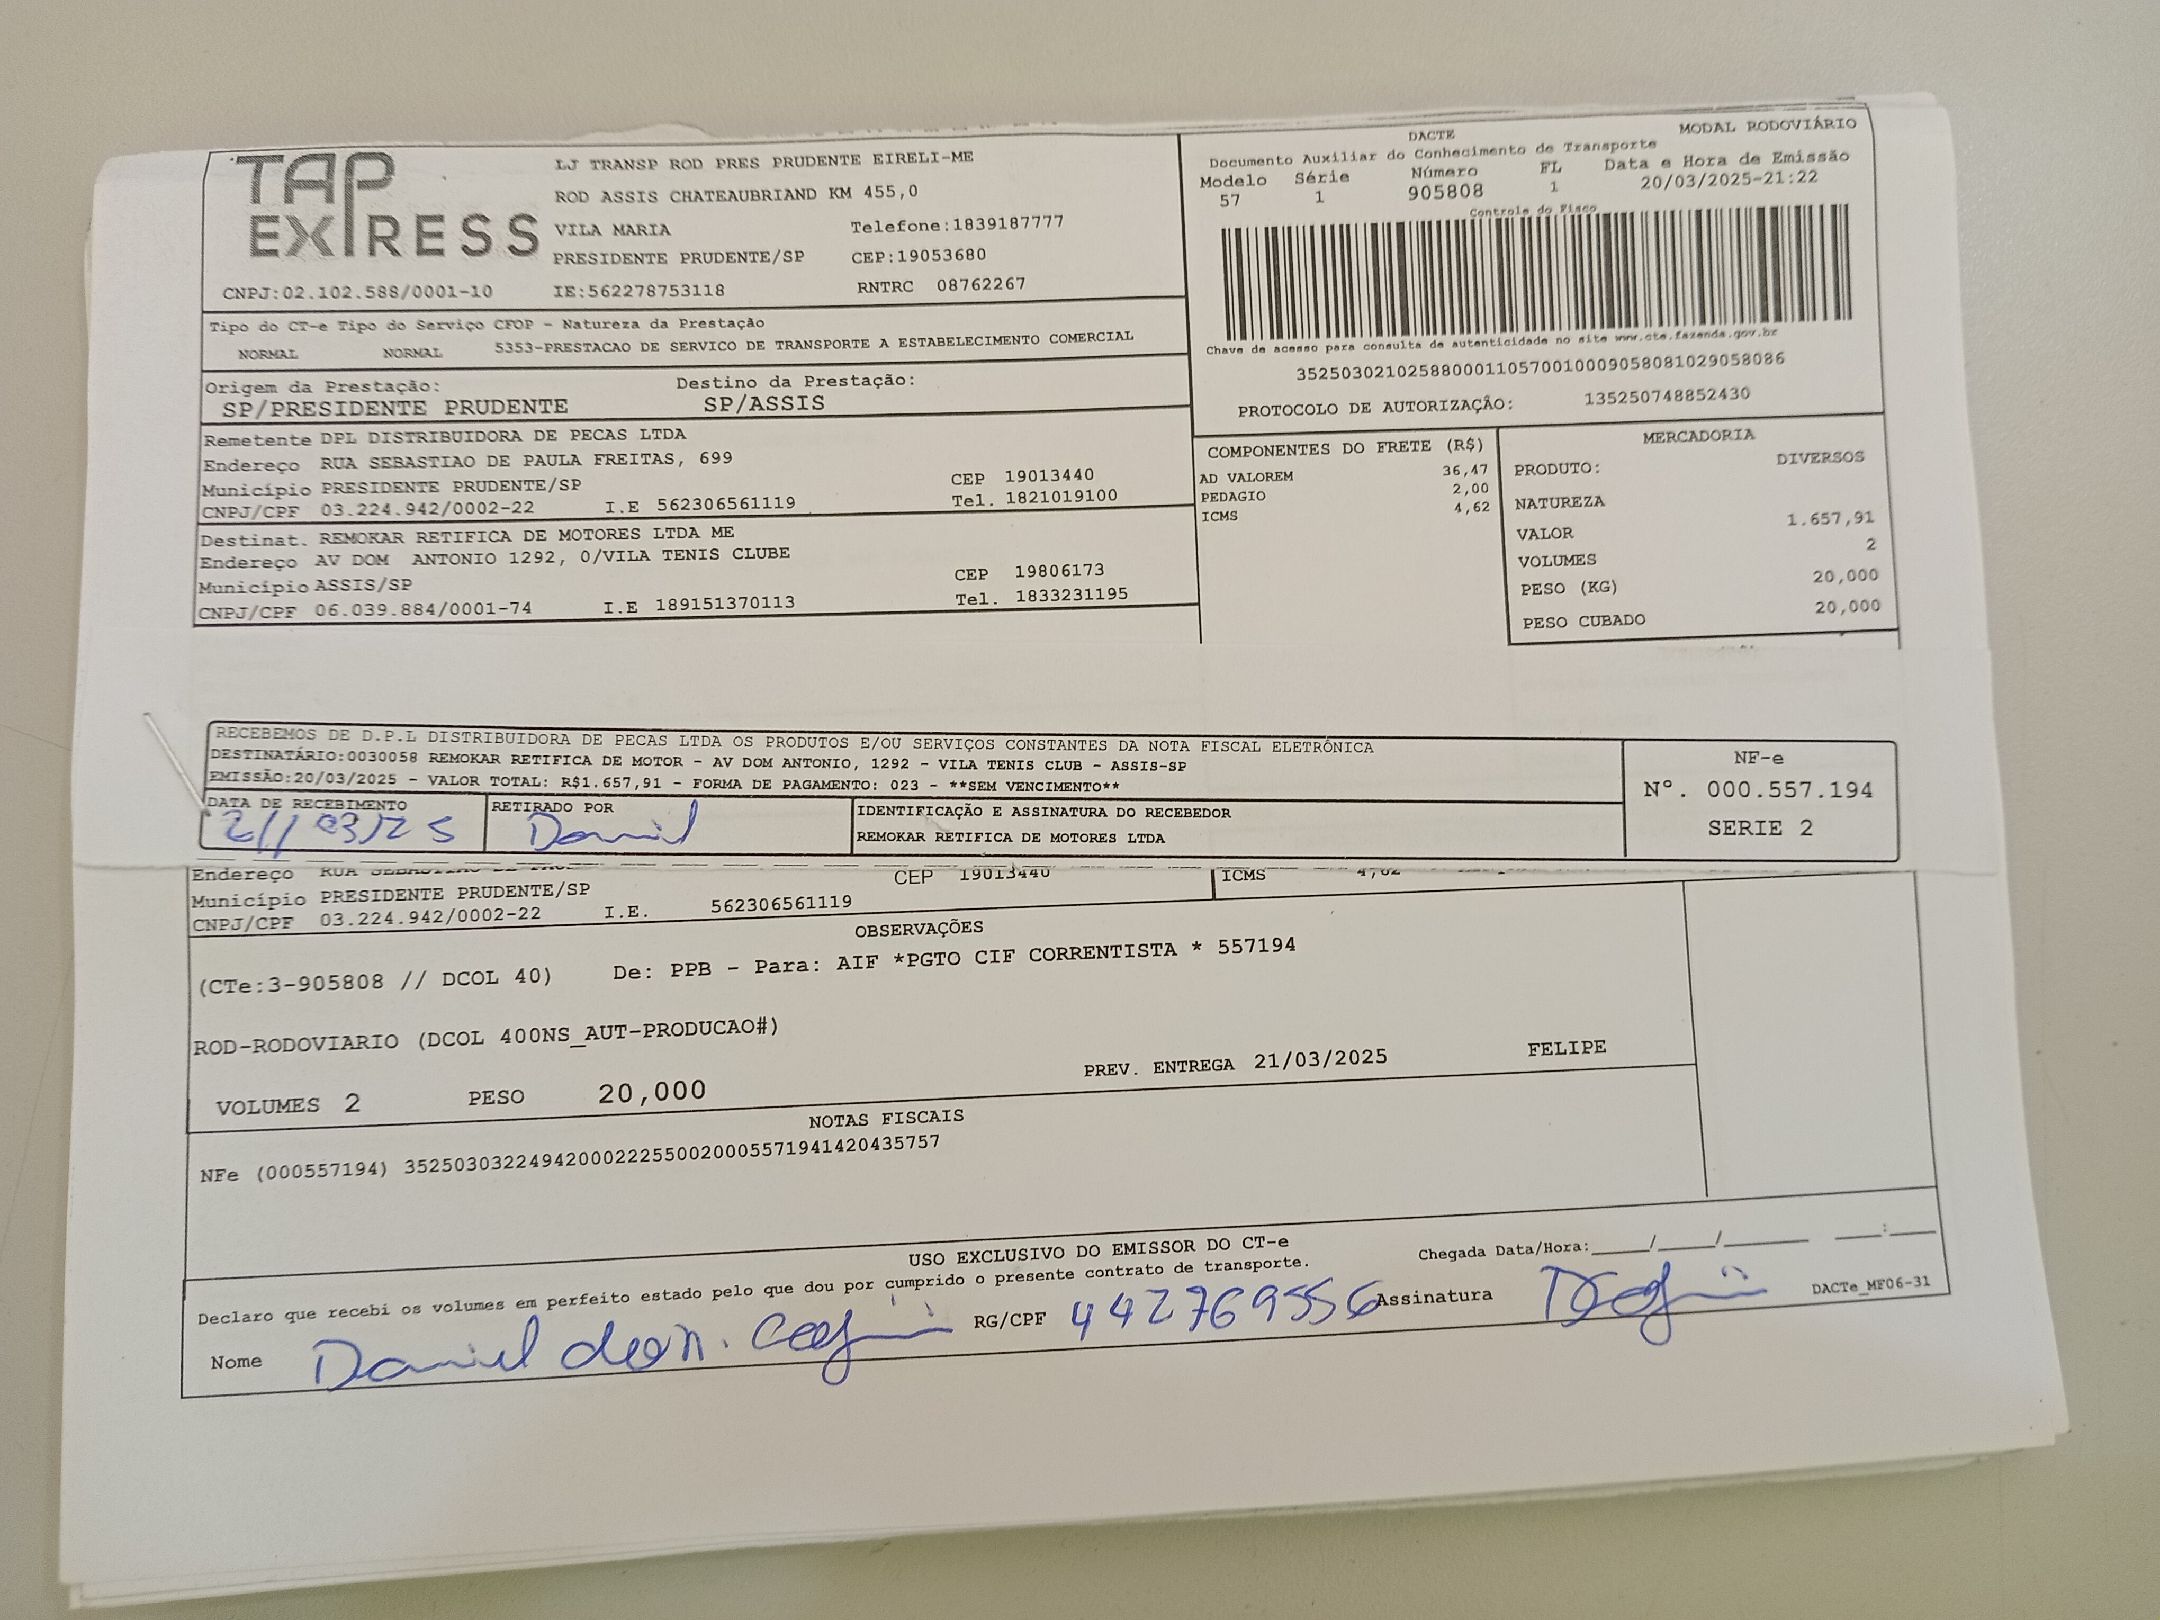 TAP EXPRESS
LJ TRANSP ROD PRES PRUDENTE EIRELI-ME
ROD ASSIS CHATEAUBRIAND KM 455,0
VILA MARIA Telefone:1839187777
PRESIDENTE PRUDENTE/SP CEP:19053680
CNPJ:02.102.588/0001-10 IE:562278753118 RNTRC 08762267
DACTE MODAL RODOVIÁRIO
Documento Auxiliar do Conhecimento de Transporte
Modelo Série Número FL Data e Hora de Emissão
57 1 905808 1 20/03/2025-21:22
Controle do Fisco
Chave de acesso para consulta de autenticidade no site www.cte.fazenda.gov.br
35250302102588000110570010009058081029058086
PROTOCOLO DE AUTORIZAÇÃO: 135250748852430
Tipo do CT-e Tipo do Serviço CFOP - Natureza da Prestação
NORMAL NORMAL 5353-PRESTACAO DE SERVICO DE TRANSPORTE A ESTABELECIMENTO COMERCIAL
Origem da Prestação: Destino da Prestação:
SP/PRESIDENTE PRUDENTE SP/ASSIS
Remetente DPL DISTRIBUIDORA DE PECAS LTDA
Endereço RUA SEBASTIAO DE PAULA FREITAS, 699
Município PRESIDENTE PRUDENTE/SP CEP 19013440
CNPJ/CPF 03.224.942/0002-22 I.E 562306561119 Tel. 1821019100
Destinat. REMOKAR RETIFICA DE MOTORES LTDA ME
Endereço AV DOM ANTONIO 1292, 0/VILA TENIS CLUBE
Município ASSIS/SP CEP 19806173
CNPJ/CPF 06.039.884/0001-74 I.E 189151370113 Tel. 1833231195
COMPONENTES DO FRETE (R$)
AD VALOREM 36,47
PEDAGIO 2,00
ICMS 4,62
MERCADORIA
PRODUTO: DIVERSOS
NATUREZA
VALOR 1.657,91
VOLUMES 2
PESO (KG) 20,000
PESO CUBADO 20,000
RECEBEMOS DE D.P.L DISTRIBUIDORA DE PECAS LTDA OS PRODUTOS E/OU SERVIÇOS CONSTANTES DA NOTA FISCAL ELETRÔNICA
DESTINATÁRIO:0030058 REMOKAR RETIFICA DE MOTOR - AV DOM ANTONIO, 1292 - VILA TENIS CLUB - ASSIS-SP
EMISSÃO:20/03/2025 - VALOR TOTAL: R$1.657,91 - FORMA DE PAGAMENTO: 023 - **SEM VENCIMENTO**
DATA DE RECEBIMENTO RETIRADO POR IDENTIFICAÇÃO E ASSINATURA DO RECEBEDOR
21/03/25 Daniel REMOKAR RETIFICA DE MOTORES LTDA
NF-e
Nº. 000.557.194
SERIE 2
Endereço RUA CEP 19013440 ICMS 4,62
Município PRESIDENTE PRUDENTE/SP
CNPJ/CPF 03.224.942/0002-22 I.E. 562306561119
OBSERVAÇÕES
(CTe:3-905808 // DCOL 40) De: PPB - Para: AIF *PGTO CIF CORRENTISTA * 557194
ROD-RODOVIARIO (DCOL 400NS_AUT-PRODUCAO#)
PREV. ENTREGA 21/03/2025 FELIPE
VOLUMES 2 PESO 20,000
NOTAS FISCAIS
NFe (000557194) 35250303224942000222550020005571941420435757
USO EXCLUSIVO DO EMISSOR DO CT-e
Chegada Data/Hora:____/____/______ ___:___
Declaro que recebi os volumes em perfeito estado pelo que dou por cumprido o presente contrato de transporte.
Nome Daniel RG/CPF 442769556 Assinatura DACTe_MF06-31